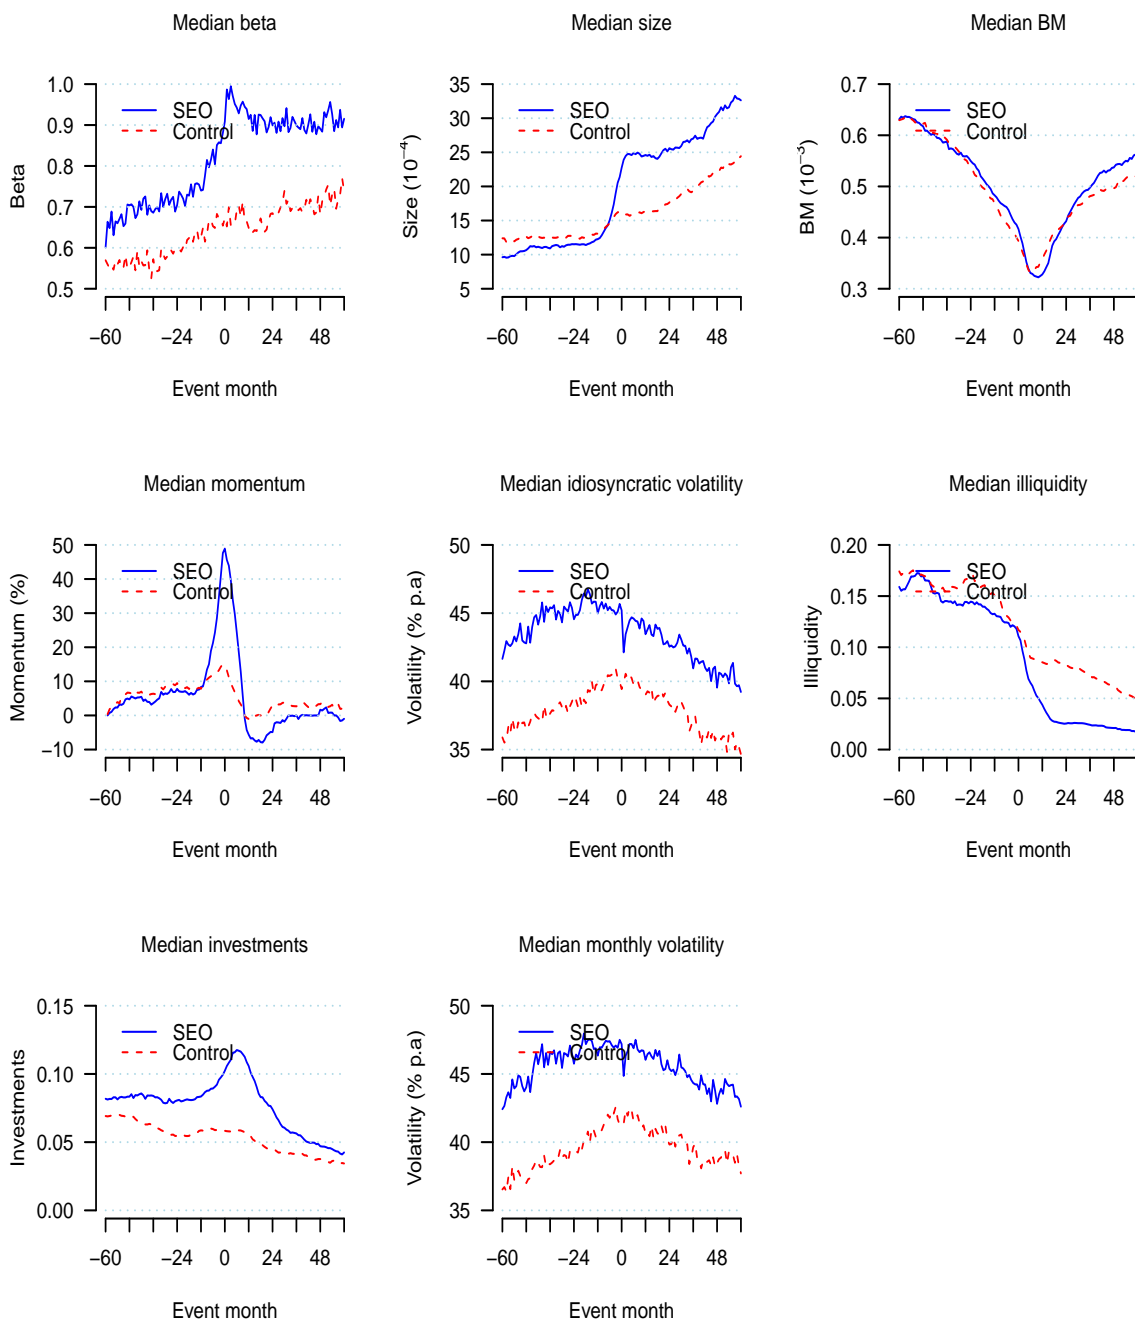 Median beta
Beta
1.0
0.9
0.8
0.7
0.6
0.5
SEO
Control
−60 −24 0 24 48
Event month
Median size
Size (10⁻⁴)
35
30
25
20
15
10
5
SEO
Control
−60 −24 0 24 48
Event month
Median BM
BM (10⁻³)
0.7
0.6
0.5
0.4
0.3
SEO
Control
−60 −24 0 24 48
Event month
Median momentum
Momentum (%)
50
40
30
20
10
0
−10
SEO
Control
−60 −24 0 24 48
Event month
Median idiosyncratic volatility
Volatility (% p.a)
50
45
40
35
SEO
Control
−60 −24 0 24 48
Event month
Median illiquidity
Illiquidity
0.20
0.15
0.10
0.05
0.00
SEO
Control
−60 −24 0 24 48
Event month
Median investments
Investments
0.15
0.10
0.05
0.00
SEO
Control
−60 −24 0 24 48
Event month
Median monthly volatility
Volatility (% p.a)
50
45
40
35
SEO
Control
−60 −24 0 24 48
Event month